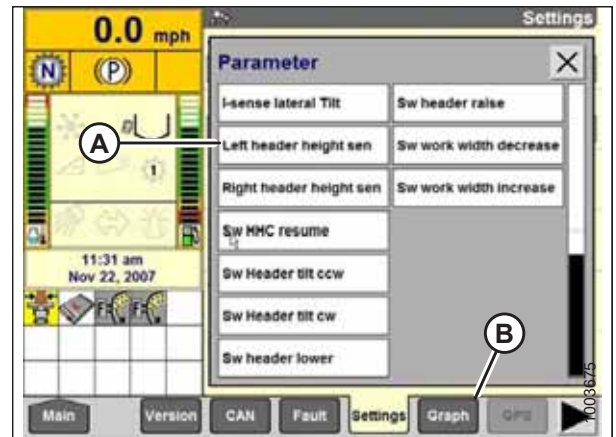 0.0 mph
Settings
N
(P)
Parameter
X
I-sense lateral Tilt
Sw header raise
A
Left header height sen
Sw work width decrease
1
Right header height sen
Sw work width increase
Sw HHC resume
11:31 am
Nov 22, 2007
Sw Header tilt ccw
Sw Header tilt cw
B
Sw header lower
1003675
Main
Version
CAN
Fault
Settings
Graph
GPS